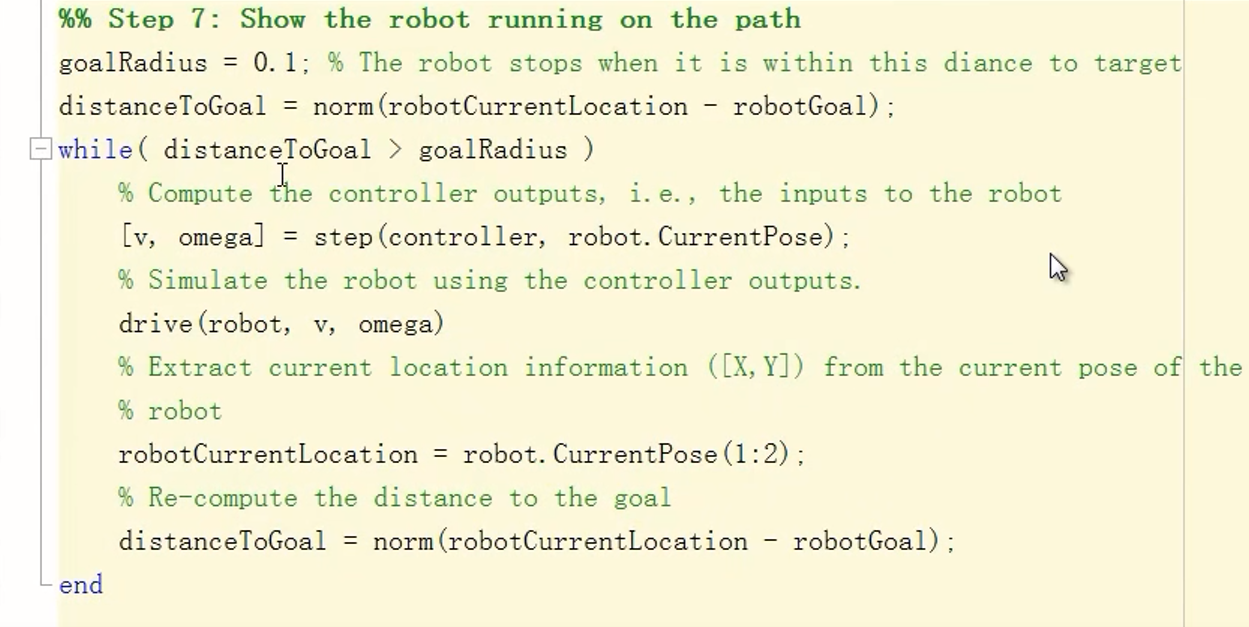 %% Step 7: Show the robot running on the path
goalRadius = 0.1; % The robot stops when it is within this diance to target
distanceToGoal = norm(robotCurrentLocation - robotGoal);
while( distanceToGoal > goalRadius )
% Compute the controller outputs, i.e., the inputs to the robot
[v, omega] = step(controller, robot.CurrentPose);
% Simulate the robot using the controller outputs.
drive(robot, v, omega)
% Extract current location information ([X,Y]) from the current pose of the
% robot
robotCurrentLocation = robot.CurrentPose(1:2);
% Re-compute the distance to the goal
distanceToGoal = norm(robotCurrentLocation - robotGoal);
end